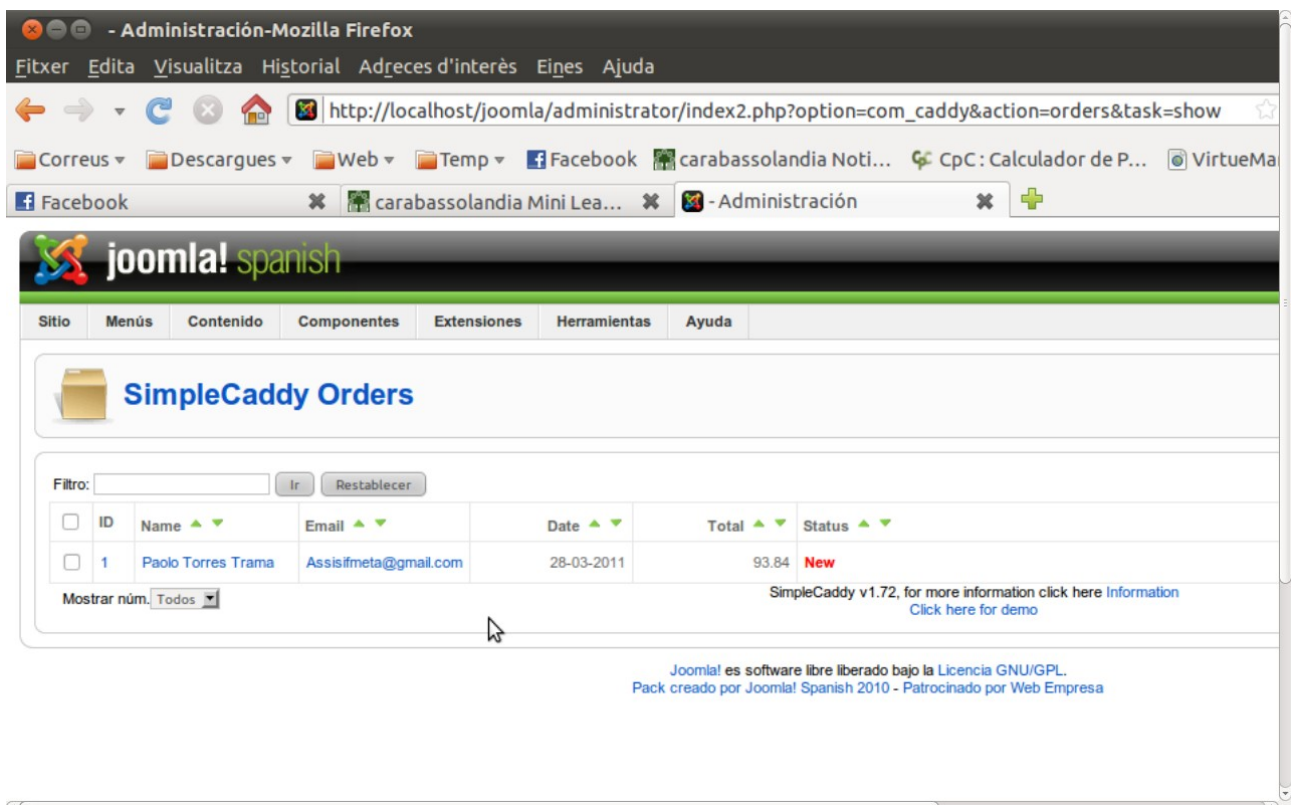 - Administración-Mozilla Firefox
Fitxer Edita Visualitza Historial Adreces d'interès Eines Ajuda
http://localhost/joomla/administrator/index2.php?option=com_caddy&action=orders&task=show
Correus Descargues Web Temp Facebook carabassolandia Noti... CpC : Calculador de P... VirtueMa
Facebook carabassolandia Mini Lea... - Administración
joomla! spanish
Sitio Menús Contenido Componentes Extensiones Herramientas Ayuda
SimpleCaddy Orders
Filtro: Ir Restablecer
ID Name Email Date Total Status
1 Paolo Torres Trama Assisifmeta@gmail.com 28-03-2011 93.84 New
Mostrar núm. Todos
SimpleCaddy v1.72, for more information click here Information
Click here for demo
Joomla! es software libre liberado bajo la Licencia GNU/GPL.
Pack creado por Joomla! Spanish 2010 - Patrocinado por Web Empresa